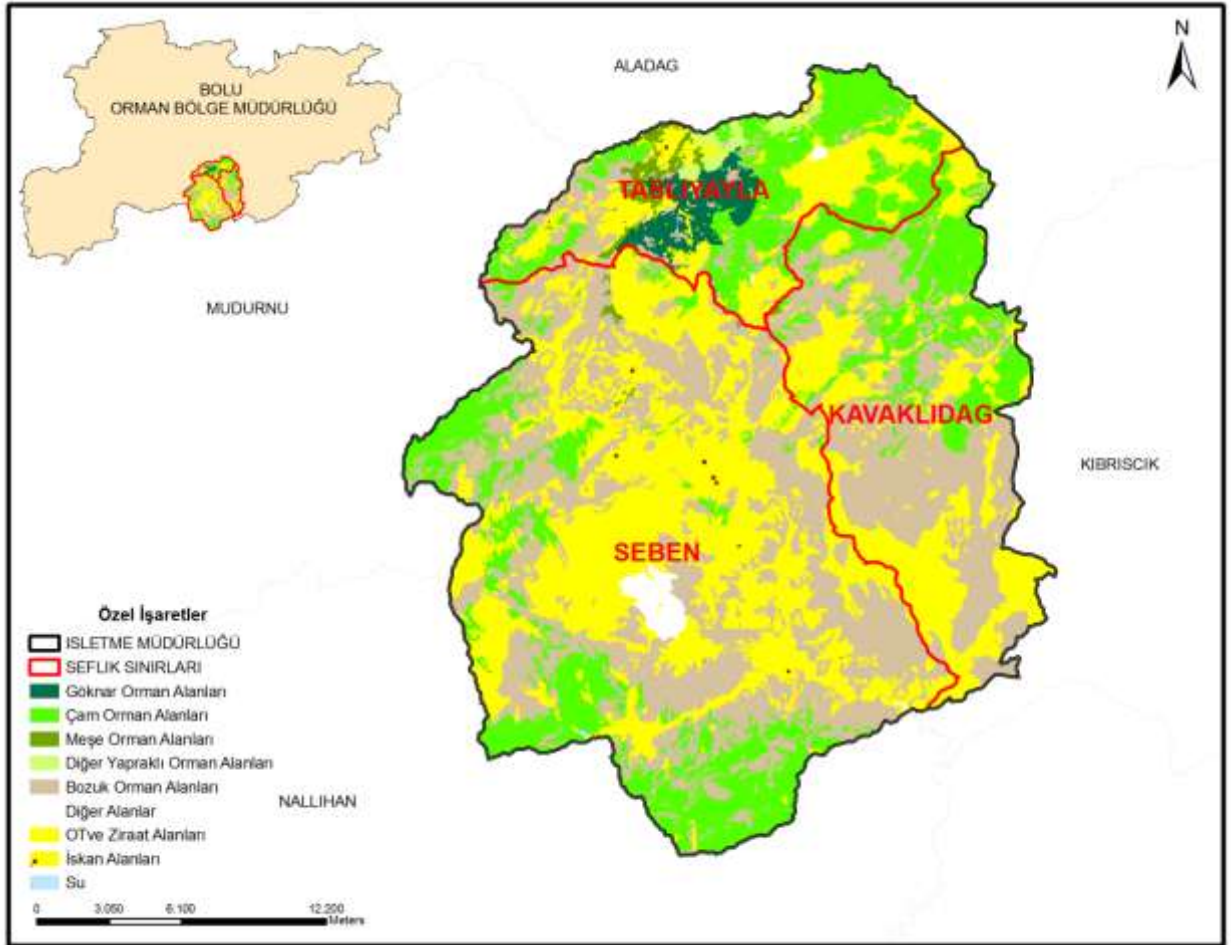 BOLU
ORMAN BÖLGE MÜDÜRLÜĞÜ
ALADAG
N
TABLIYAYLA
MUDURNU
KAVAKLIDAG
KIBRISCIK
SEBEN
Özel İşaretler
ISLETME MÜDÜRLÜĞÜ
SEFLIK SINIRLARI
Göknar Orman Alanları
Çam Orman Alanları
Meşe Orman Alanları
Diğer Yapraklı Orman Alanları
Bozuk Orman Alanları
NALLIHAN
Diğer Alanlar
OTve Ziraat Alanları
İskan Alanları
Su
0 3.050 6.100 12.200
Meters